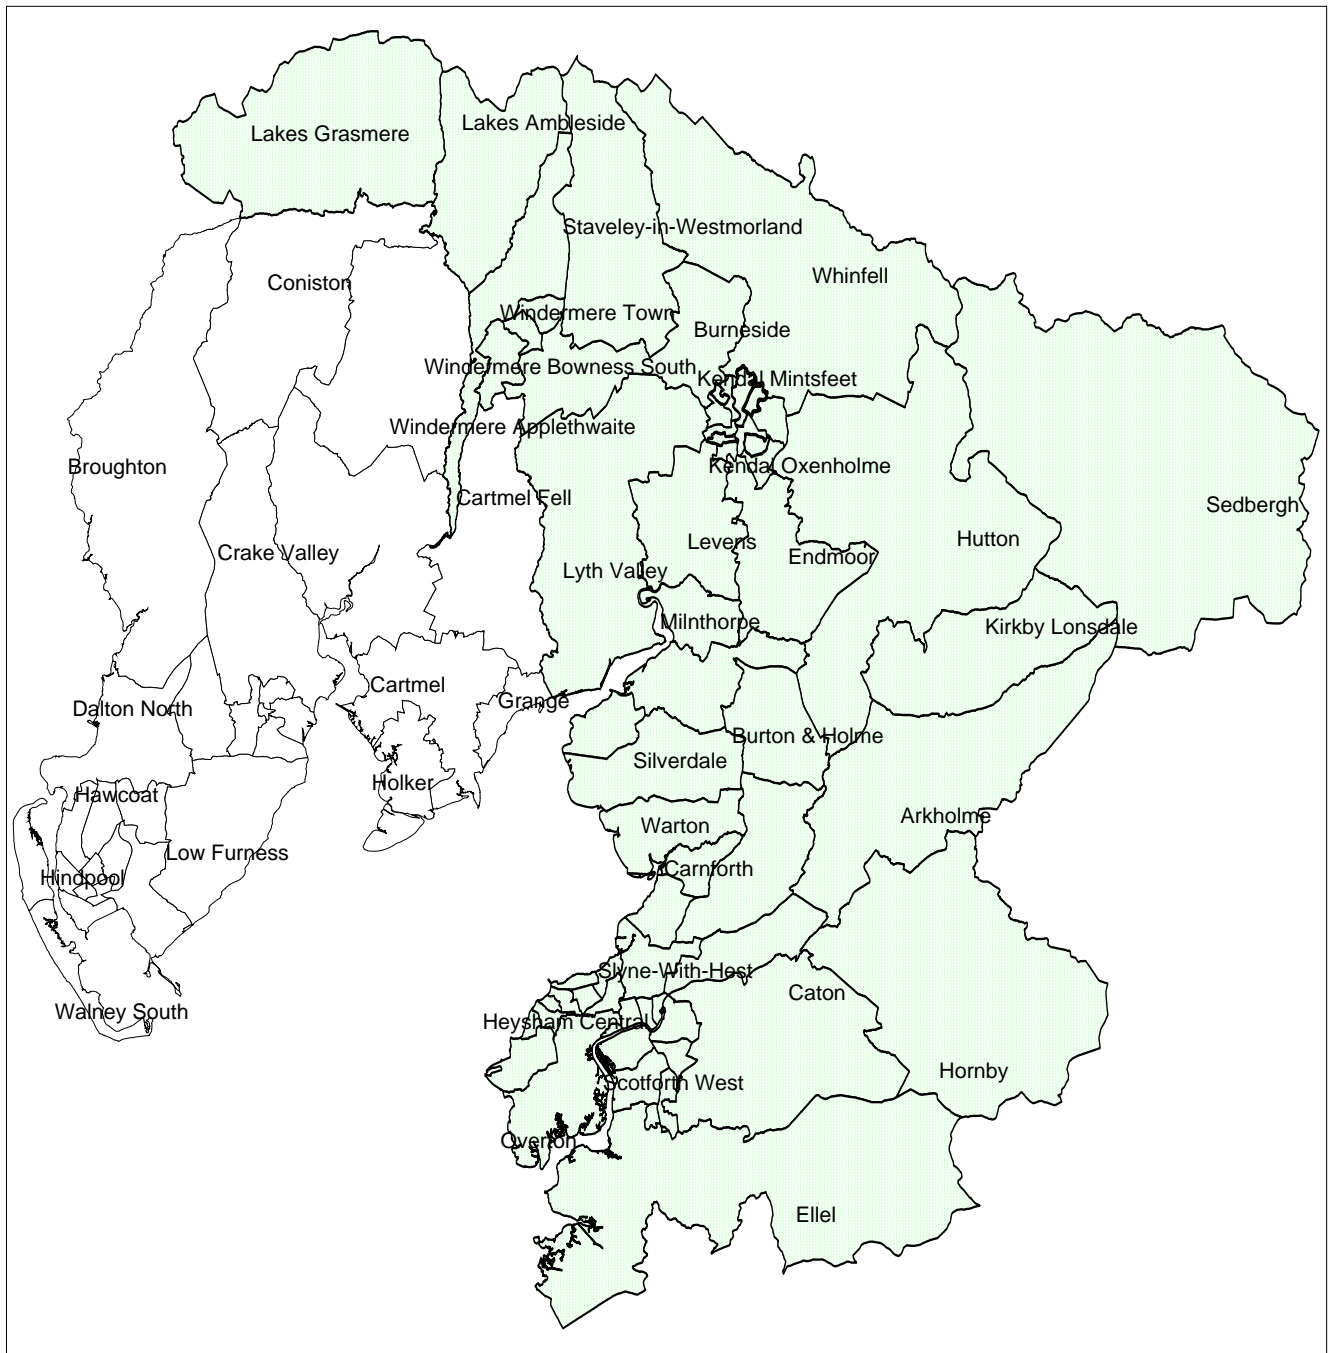 Lakes Ambleside
Lakes Grasmere
Staveley-in-Westmorland
Whinfell
Coniston
Windermere Town
Burneside
Windermere Bowness South
Kendal Mintsfeet
Windermere Applethwaite
Broughton
Kendal Oxenholme
Cartmel Fell
Sedbergh
Hutton
Levens
Crake Valley
Endmoor
Lyth Valley
Milnthorpe
Kirkby Lonsdale
Cartmel
Grange
Dalton North
Burton & Holme
Silverdale
Holker
Hawcoat
Arkholme
Warton
Low Furness
Carnforth
Hindpool
Slyne-With-Hest
Caton
Walney South
Heysham Central
Hornby
Scotforth West
Overton
Ellel